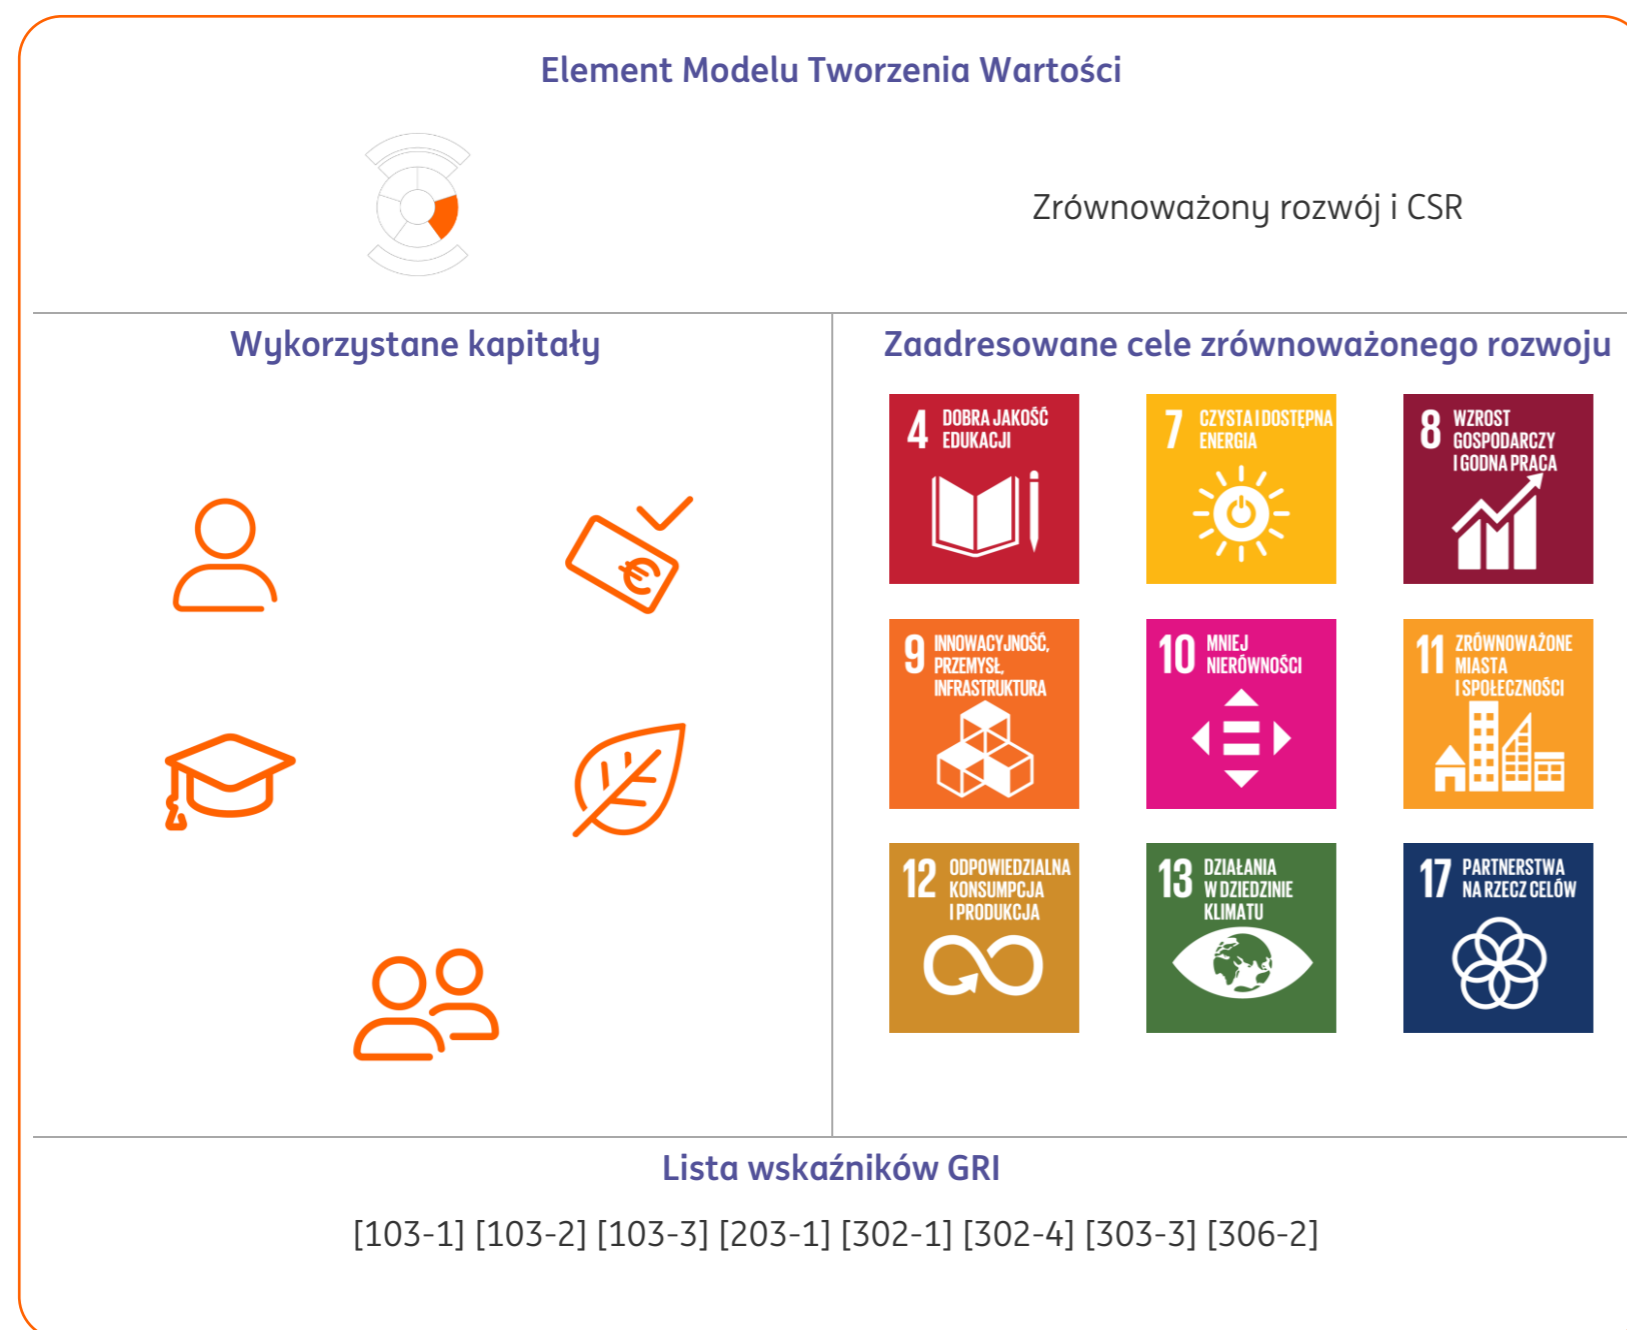 Element Modelu Tworzenia Wartości
Zrównoważony rozwój i CSR
Wykorzystane kapitały
Zaadresowane cele zrównoważonego rozwoju
4 DOBRA JAKOŚĆ
EDUKACJI
7 CZYSTA I DOSTĘPNA
ENERGIA
8 WZROST
GOSPODARCZY
I GODNA PRACA
9 INNOWACYJNOŚĆ,
PRZEMYSŁ,
INFRASTRUKTURA
10 MNIEJ
NIERÓWNOŚCI
11 ZRÓWNOWAŻONE
MIASTA
I SPOŁECZNOŚCI
12 ODPOWIEDZIALNA
KONSUMPCJA
I PRODUKCJA
13 DZIAŁANIA
W DZIEDZINIE
KLIMATU
17 PARTNERSTWA
NA RZECZ CELÓW
Lista wskaźników GRI
[103-1] [103-2] [103-3] [203-1] [302-1] [302-4] [303-3] [306-2]